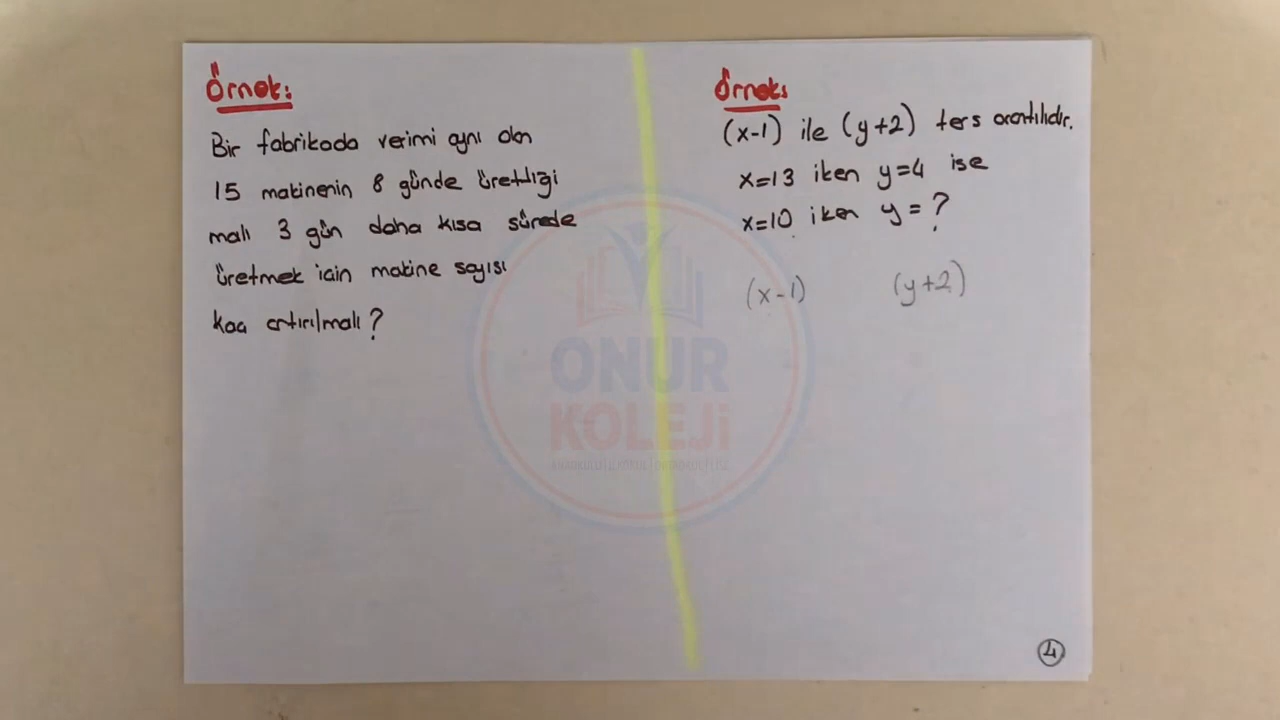 Örnek:
Bir fabrikada verimi aynı olan
15 makinenin 8 günde ürettiği
malı 3 gün daha kısa sürede
üretmek için makine sayısı
kaç artırılmalı?
Örnek:
(x-1) ile (y+2) ters orantılıdır.
x=13 iken y=4 ise
x=10 iken y=?
(x-1) (y+2)
ONUR
KOLEJİ
4